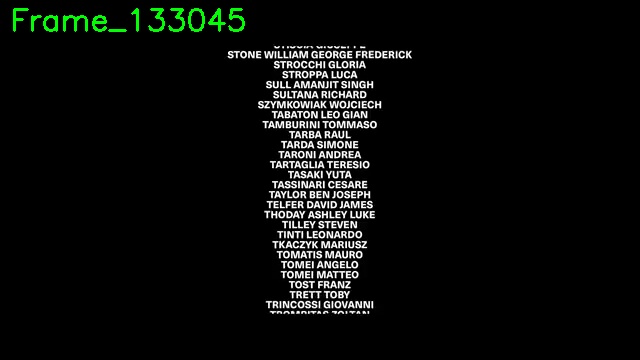 Frame_133045
STONE WILLIAM GEORGE FREDERICK
STROCCHI GLORIA
STROPPA LUCA
SULL AMANJIT SINGH
SULTANA RICHARD
SZYMKOWIAK WOJCIECH
TABATON LEO GIAN
TAMBURINI TOMMASO
TARBA RAUL
TARDA SIMONE
TARONI ANDREA
TARTAGLIA TERESIO
TASAKI YUTA
TASSINARI CESARE
TAYLOR BEN JOSEPH
TELFER DAVID JAMES
THODAY ASHLEY LUKE
TILLEY STEVEN
TINTI LEONARDO
TKACZYK MARIUSZ
TOMATIS MAURO
TOMEI ANGELO
TOMEI MATTEO
TOST FRANZ
TRETT TOBY
TRINCOSSI GIOVANNI